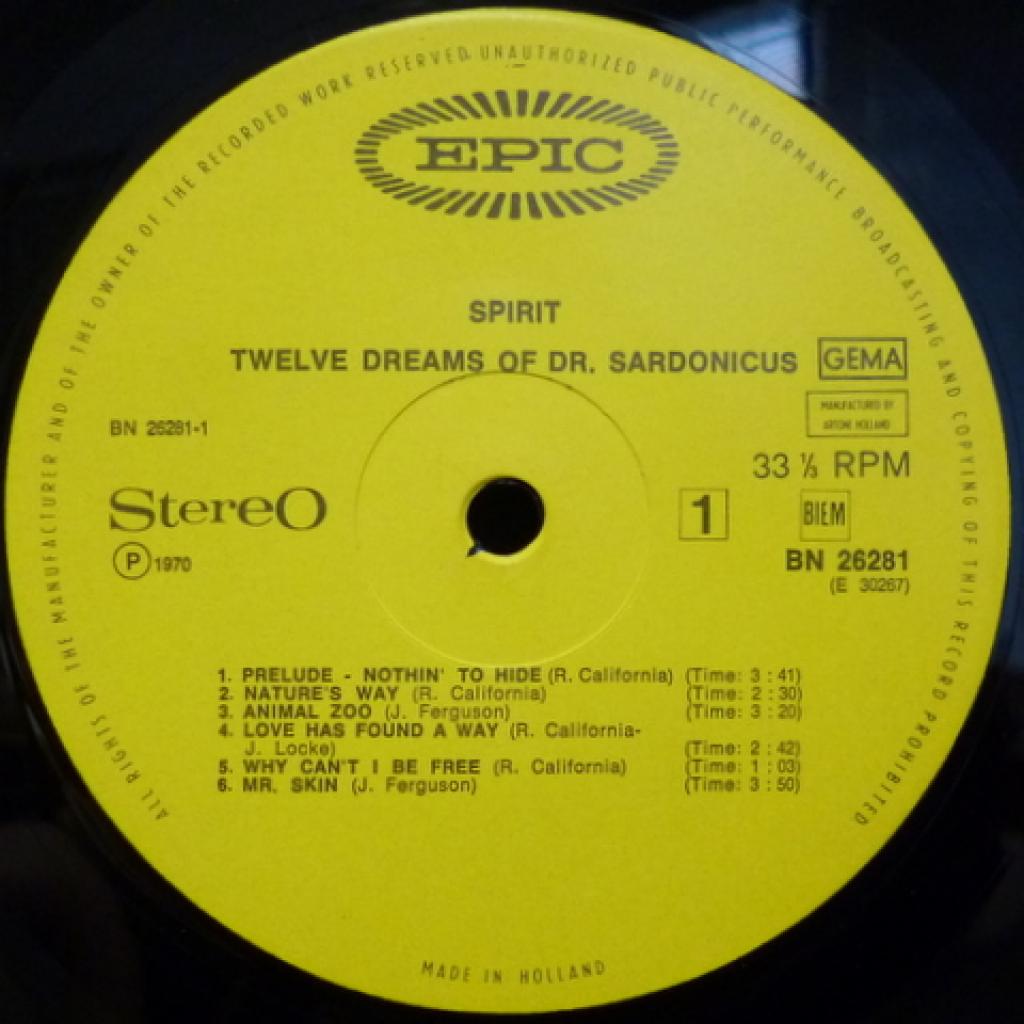 ALL RIGHTS OF THE MANUFACTURER AND OF THE OWNER OF THE RECORDED WORK RESERVED. UNAUTHORIZED PUBLIC PERFORMANCE BROADCASTING AND COPYING OF THIS RECORD PROHIBITED
EPIC
SPIRIT
TWELVE DREAMS OF DR. SARDONICUS GEMA
MANUFACTURED BY
ARTONE HOLLAND
BN 26281-1
33 ⅓ RPM
Stereo 1 BIEM
Ⓟ 1970 BN 26281
(E 30267)
1. PRELUDE - NOTHIN' TO HIDE (R. California) (Time: 3:41)
2. NATURE'S WAY (R. California) (Time: 2:30)
3. ANIMAL ZOO (J. Ferguson) (Time: 3:20)
4. LOVE HAS FOUND A WAY (R. California-
J. Locke) (Time: 2:42)
5. WHY CAN'T I BE FREE (R. California) (Time: 1:03)
6. MR. SKIN (J. Ferguson) (Time: 3:50)
MADE IN HOLLAND